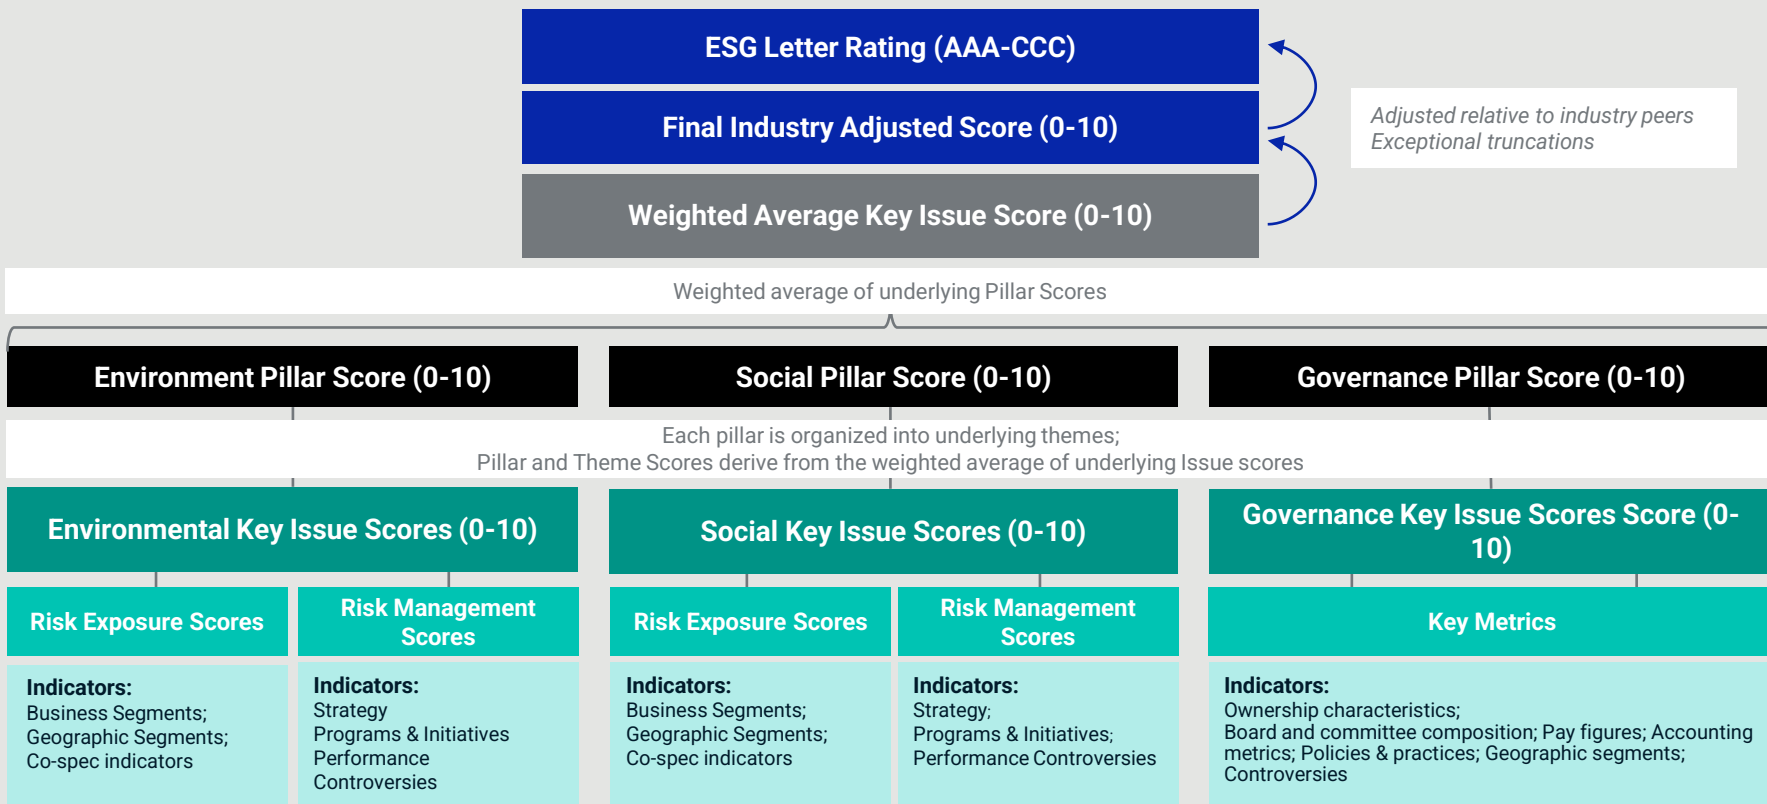 ESG Letter Rating (AAA-CCC)
Final Industry Adjusted Score (0-10)
Adjusted relative to industry peers
Exceptional truncations
Weighted Average Key Issue Score (0-10)
Weighted average of underlying Pillar Scores
Environment Pillar Score (0-10)
Social Pillar Score (0-10)
Governance Pillar Score (0-10)
Each pillar is organized into underlying themes;
Pillar and Theme Scores derive from the weighted average of underlying Issue scores
Environmental Key Issue Scores (0-10)
Social Key Issue Scores (0-10)
Governance Key Issue Scores Score (0-
10)
Risk Exposure Scores
Risk Management
Scores
Risk Exposure Scores
Risk Management
Scores
Key Metrics
Indicators:
Business Segments;
Geographic Segments;
Co-spec indicators
Indicators:
Strategy
Programs & Initiatives
Performance
Controversies
Indicators:
Business Segments;
Geographic Segments;
Co-spec indicators
Indicators:
Strategy;
Programs & Initiatives;
Performance Controversies
Indicators:
Ownership characteristics;
Board and committee composition; Pay figures; Accounting
metrics; Policies & practices; Geographic segments;
Controversies